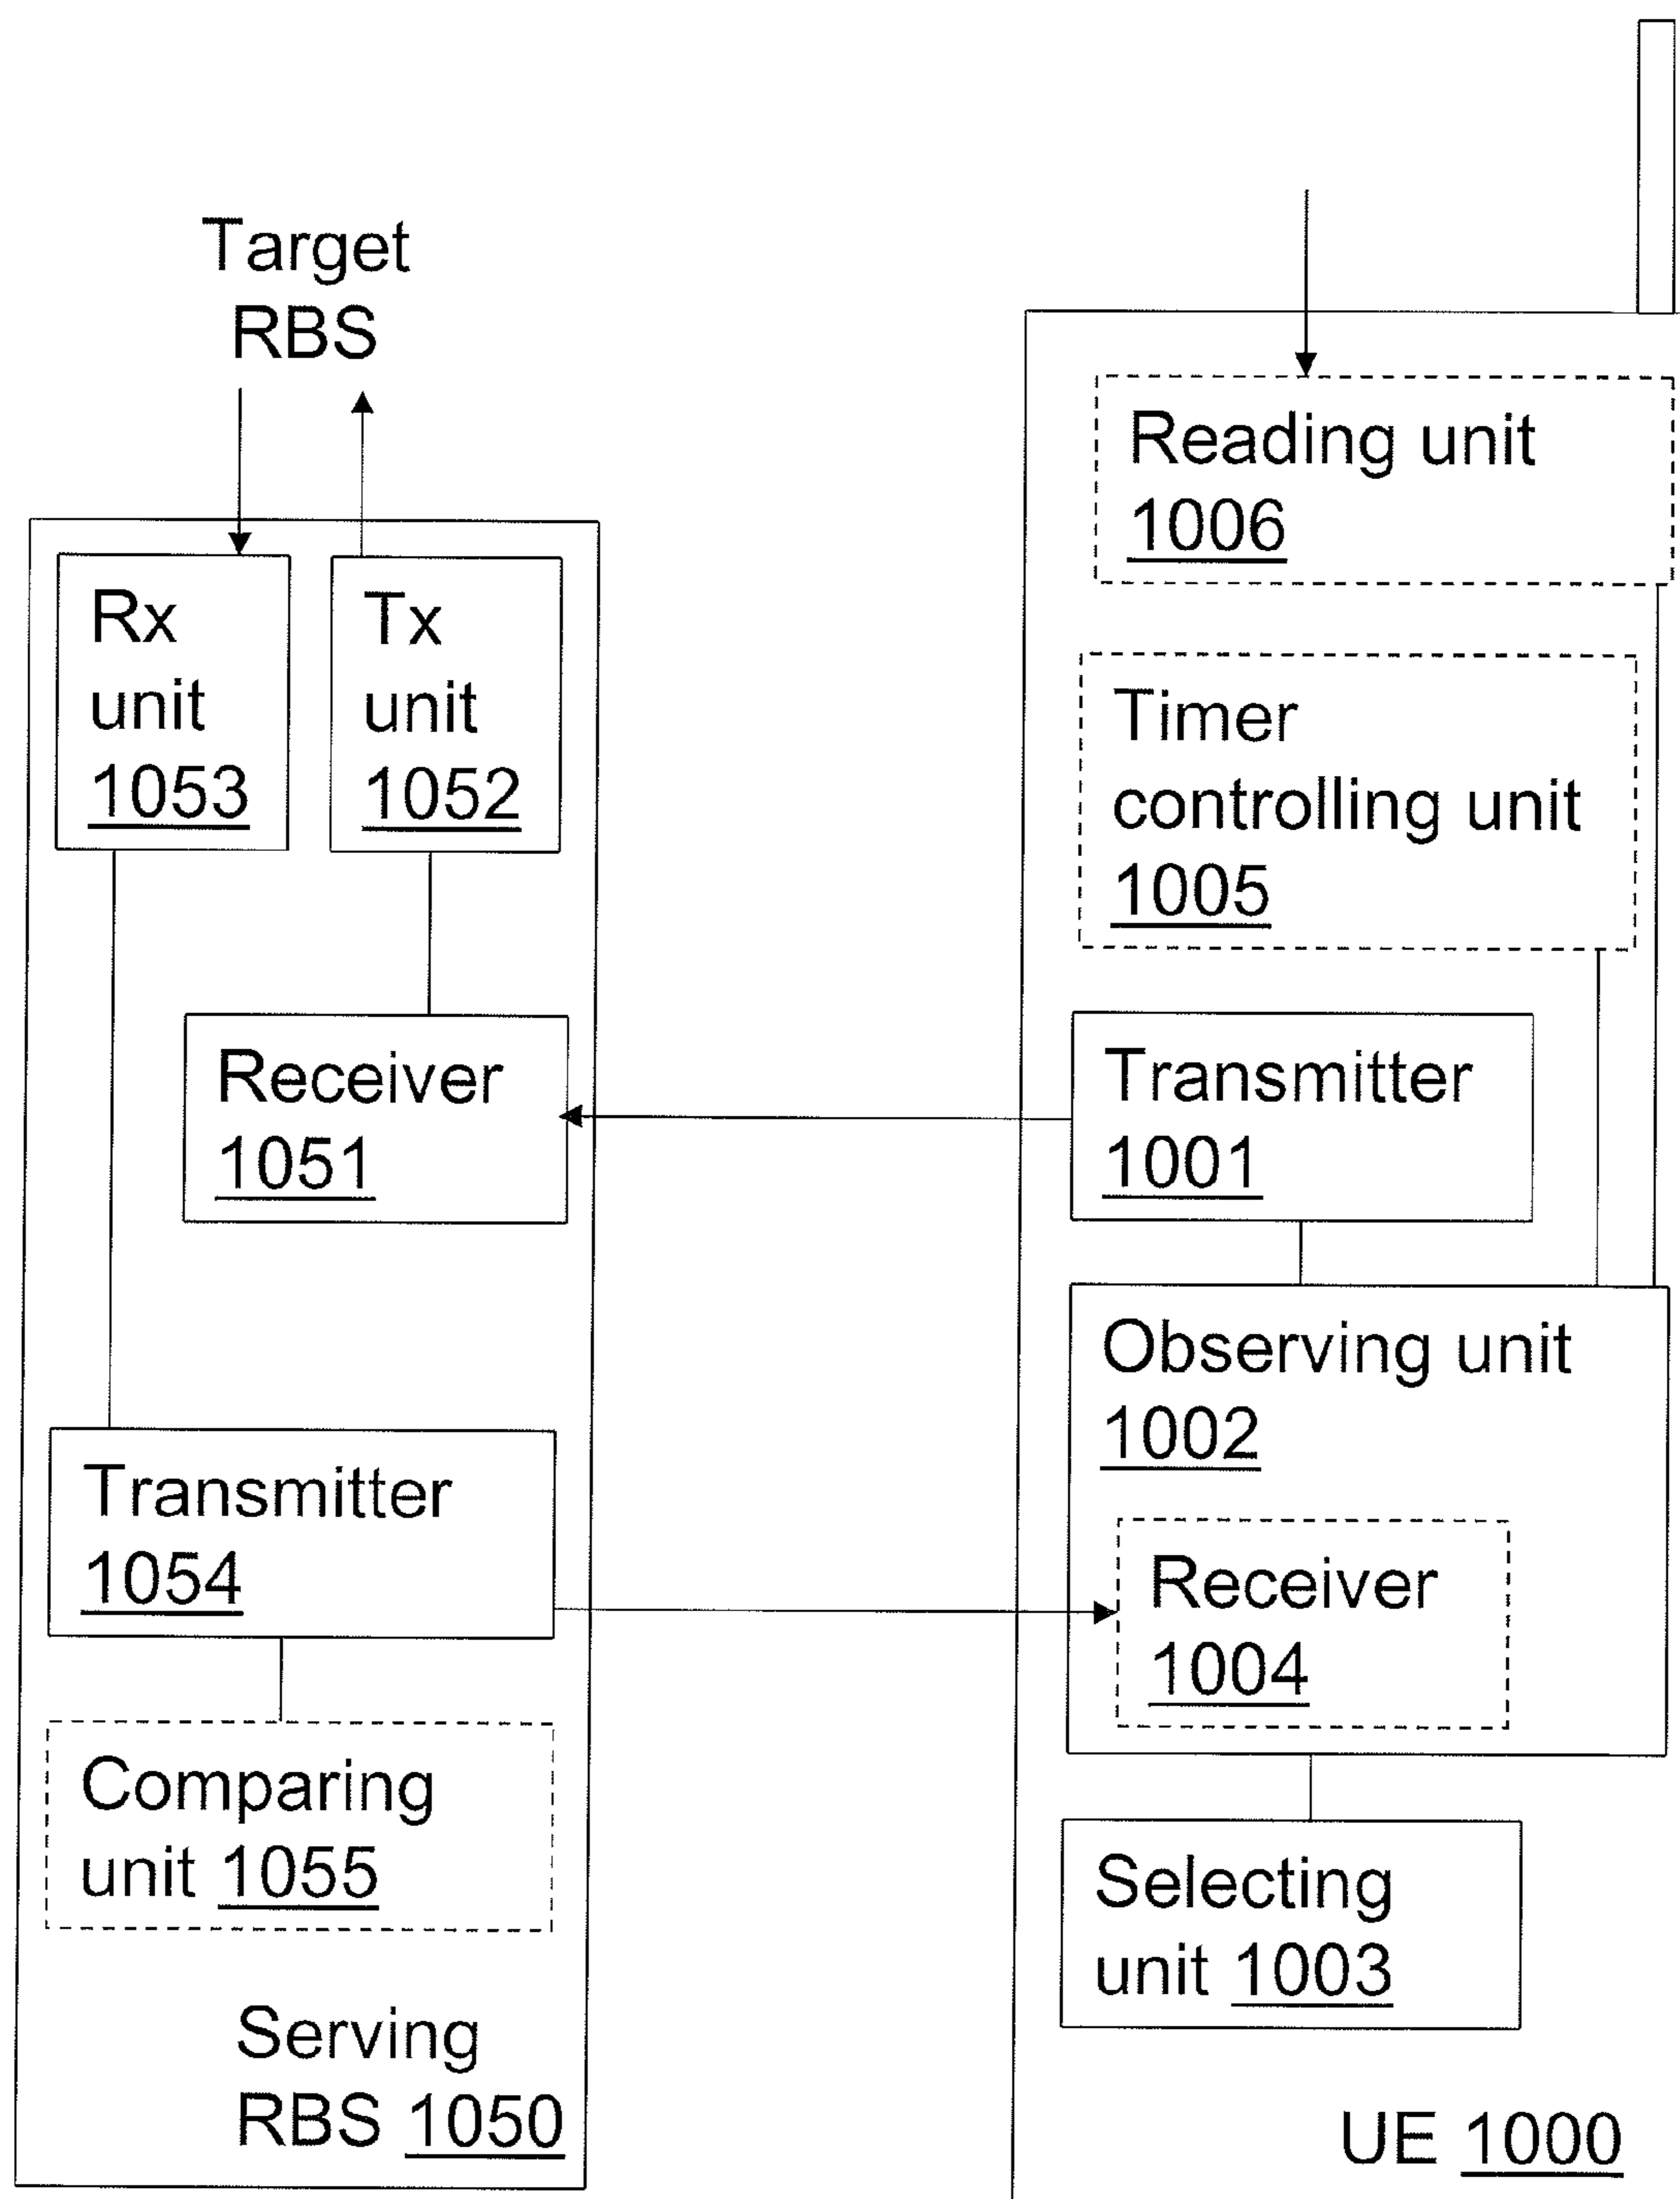 Target
RBS
Rx
unit
1053
Tx
unit
1052
Receiver
1051
Transmitter
1054
Comparing
unit 1055
Serving
RBS 1050
Reading unit
1006
Timer
controlling unit
1005
Transmitter
1001
Observing unit
1002
Receiver
1004
Selecting
unit 1003
UE 1000